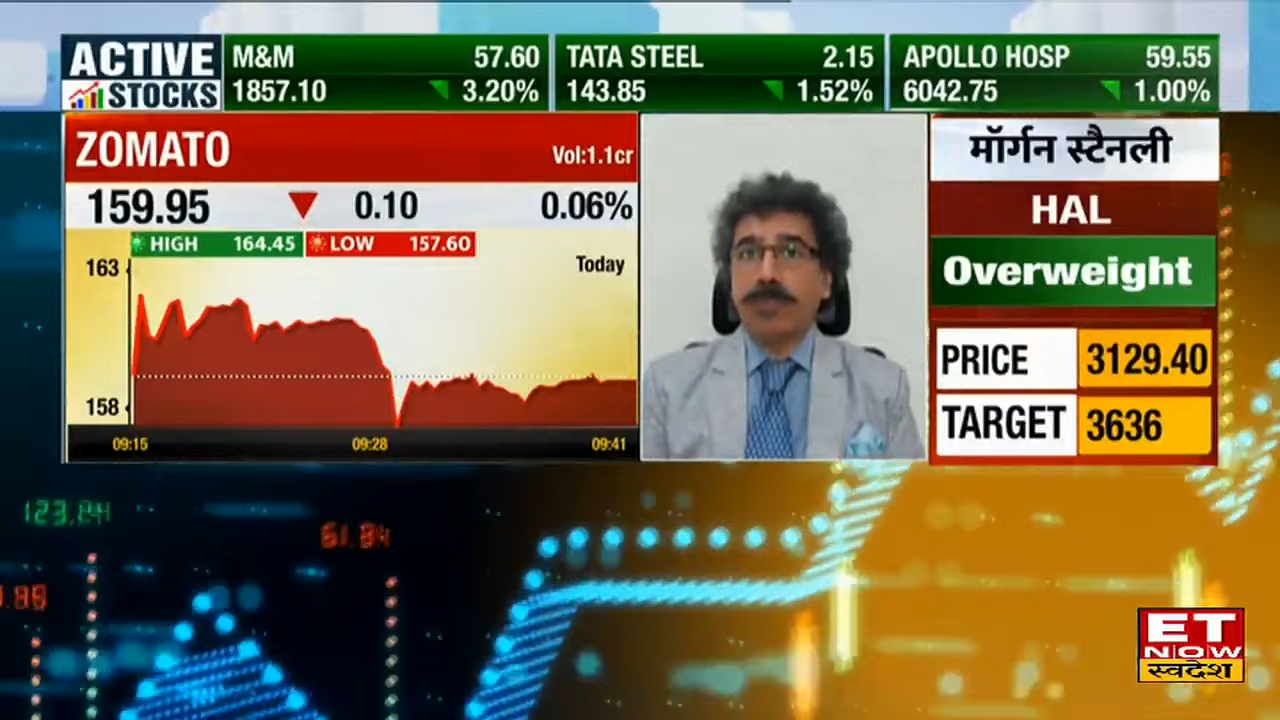 ACTIVE STOCKS
M&M 57.60
1857.10 3.20%
TATA STEEL 2.15
143.85 1.52%
APOLLO HOSP 59.55
6042.75 1.00%
ZOMATO
Vol:1.1cr
159.95 0.10 0.06%
HIGH 164.45 LOW 157.60
Today
163
158
09:15 09:28 09:41
मॉर्गन स्टैनली
HAL
Overweight
PRICE 3129.40
TARGET 3636
61.84
ET
NOW
स्वदेश